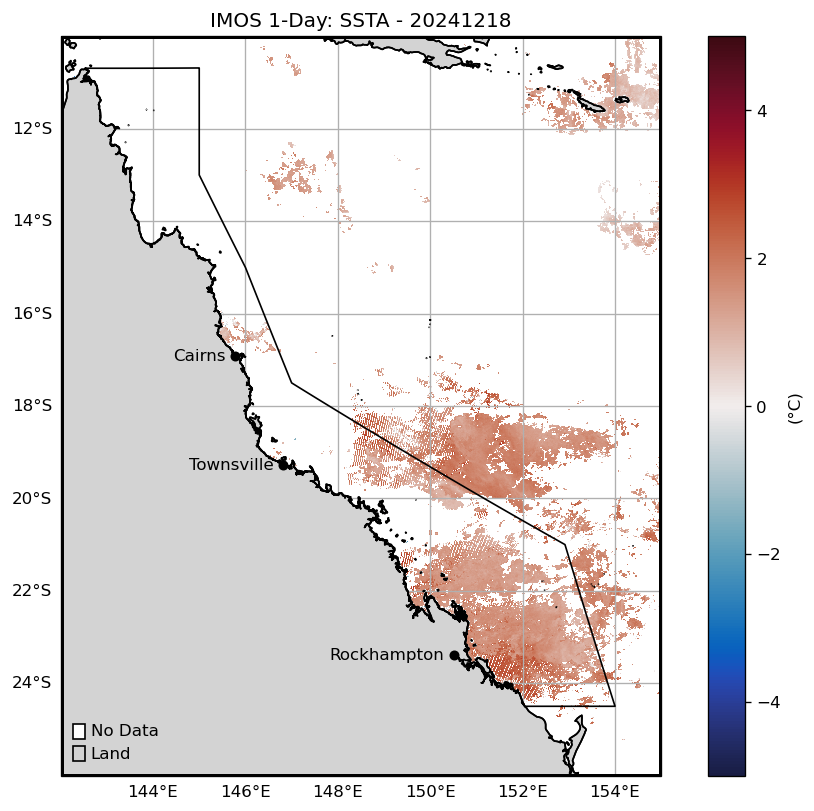 IMOS 1-Day: SSTA - 20241218
12°S
14°S
16°S
18°S
20°S
22°S
24°S
Cairns
Townsville
Rockhampton
No Data
Land
144°E 146°E 148°E 150°E 152°E 154°E
4
2
0
−2
−4
(°C)